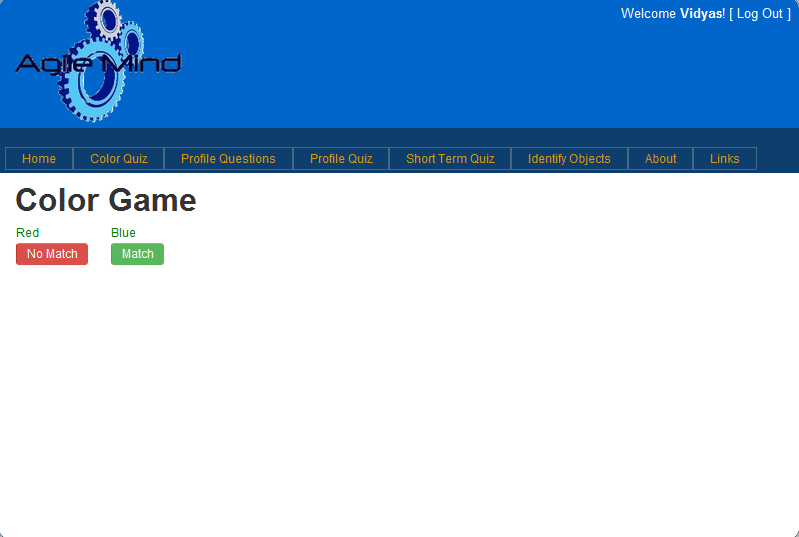 Welcome Vidyas! [ Log Out ]
Agile Mind
Home Color Quiz Profile Questions Profile Quiz Short Term Quiz Identify Objects About Links
Color Game
Red Blue
No Match Match